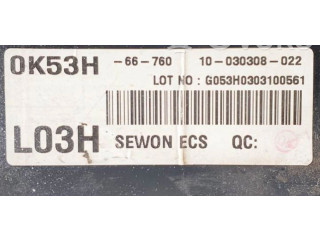 0K53H -66-760 10-030308-022
LOT NO : G053H0303100561
L03H SEWON ECS QC: